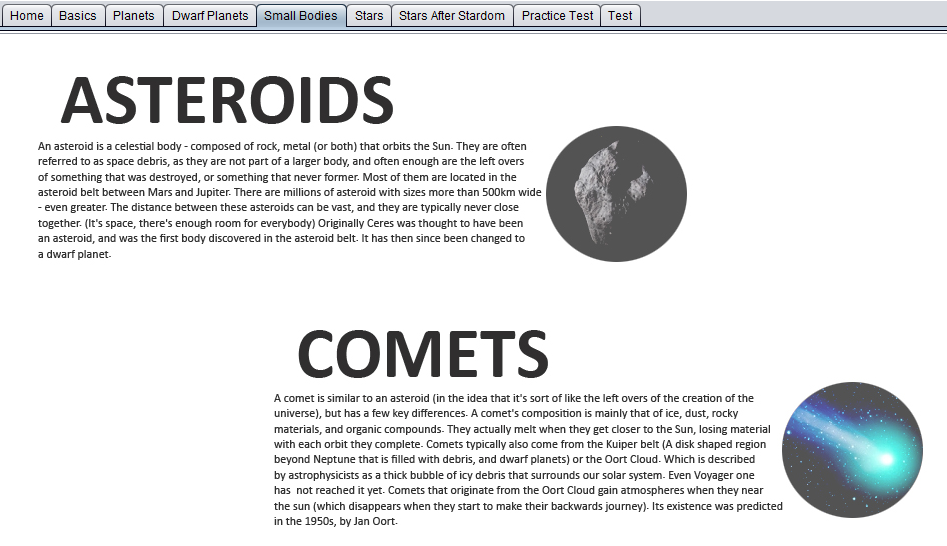 Home Basics Planets Dwarf Planets Small Bodies Stars Stars After Stardom Practice Test Test
ASTEROIDS
An asteroid is a celestial body - composed of rock, metal (or both) that orbits the Sun. They are often
referred to as space debris, as they are not part of a larger body, and often enough are the left overs
of something that was destroyed, or something that never former. Most of them are located in the
asteroid belt between Mars and Jupiter. There are millions of asteroid with sizes more than 500km wide
- even greater. The distance between these asteroids can be vast, and they are typically never close
together. (It's space, there's enough room for everybody) Originally Ceres was thought to have been
an asteroid, and was the first body discovered in the asteroid belt. It has then since been changed to
a dwarf planet.
COMETS
A comet is similar to an asteroid (in the idea that it's sort of like the left overs of the creation of the
universe), but has a few key differences. A comet's composition is mainly that of ice, dust, rocky
materials, and organic compounds. They actually melt when they get closer to the Sun, losing material
with each orbit they complete. Comets typically also come from the Kuiper belt (A disk shaped region
beyond Neptune that is filled with debris, and dwarf planets) or the Oort Cloud. Which is described
by astrophysicists as a thick bubble of icy debris that surrounds our solar system. Even Voyager one
has  not reached it yet. Comets that originate from the Oort Cloud gain atmospheres when they near
the sun (which disappears when they start to make their backwards journey). Its existence was predicted
in the 1950s, by Jan Oort.